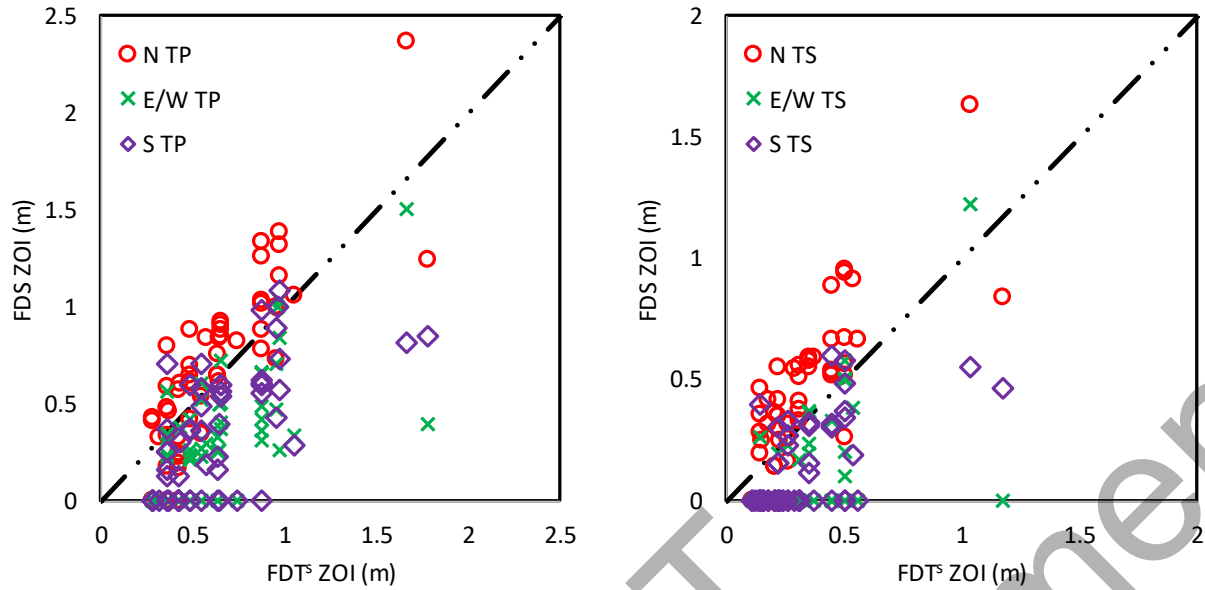 2.5
2
1.5
1
0.5
0
FDS ZOI (m)
N TP
E/W TP
S TP
0 0.5 1 1.5 2 2.5
FDTˢ ZOI (m)
2
1.5
1
0.5
0
FDS ZOI (m)
N TS
E/W TS
S TS
0 0.5 1 1.5 2
FDTˢ ZOI (m)